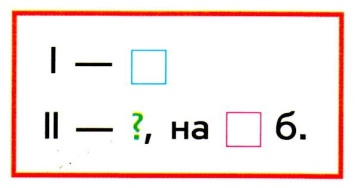 I — □
II — ?, на □ б.